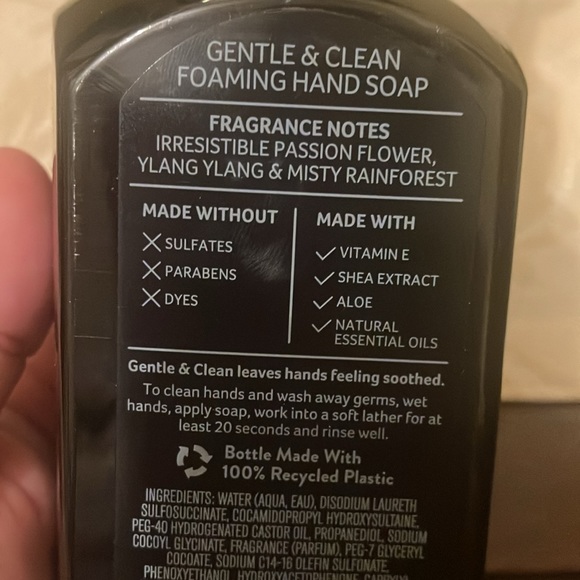 GENTLE & CLEAN
FOAMING HAND SOAP
FRAGRANCE NOTES
IRRESISTIBLE PASSION FLOWER,
YLANG YLANG & MISTY RAINFOREST
MADE WITHOUT
SULFATES
PARABENS
DYES
MADE WITH
VITAMIN E
SHEA EXTRACT
ALOE
NATURAL
ESSENTIAL OILS
Gentle & Clean leaves hands feeling soothed.
To clean hands and wash away germs, wet
hands, apply soap, work into a soft lather for at
least 20 seconds and rinse well.
Bottle Made With
100% Recycled Plastic
INGREDIENTS: WATER (AQUA, EAU), DISODIUM LAURETH
SULFOSUCCINATE, COCAMIDOPROPYL HYDROXYSULTAINE,
PEG-40 HYDROGENATED CASTOR OIL, PROPANEDIOL, SODIUM
COCOYL GLYCINATE, FRAGRANCE (PARFUM), PEG-7 GLYCERYL
COCOATE, SODIUM C14-16 OLEFIN SULFONATE,
PHENOXYETHANOL, HYDROXYACETOPHENONE,